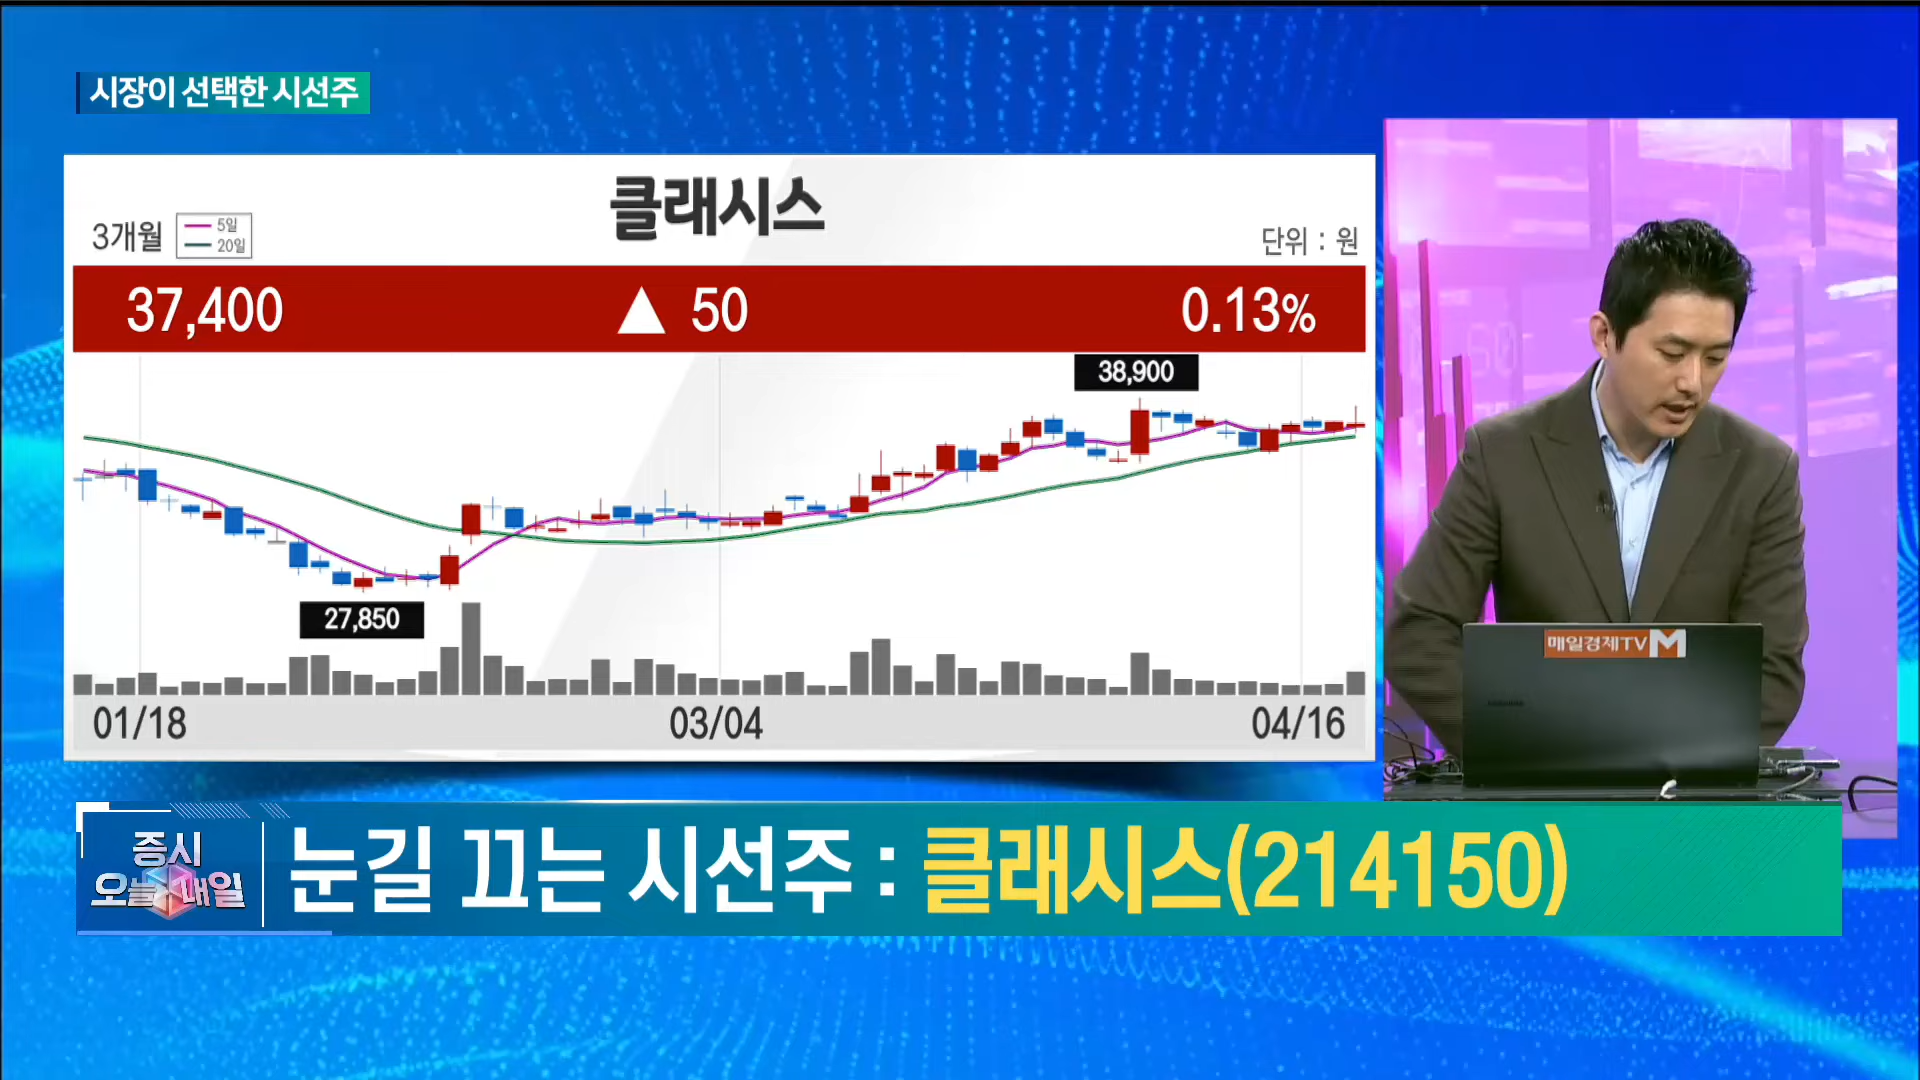 시장이 선택한 시선주
클래시스
3개월
5일
20일
단위 : 원
37,400 ▲ 50 0.13%
38,900
27,850
01/18 03/04 04/16
매일경제TV M
증시
오늘 내일
눈길 끄는 시선주 : 클래시스(214150)